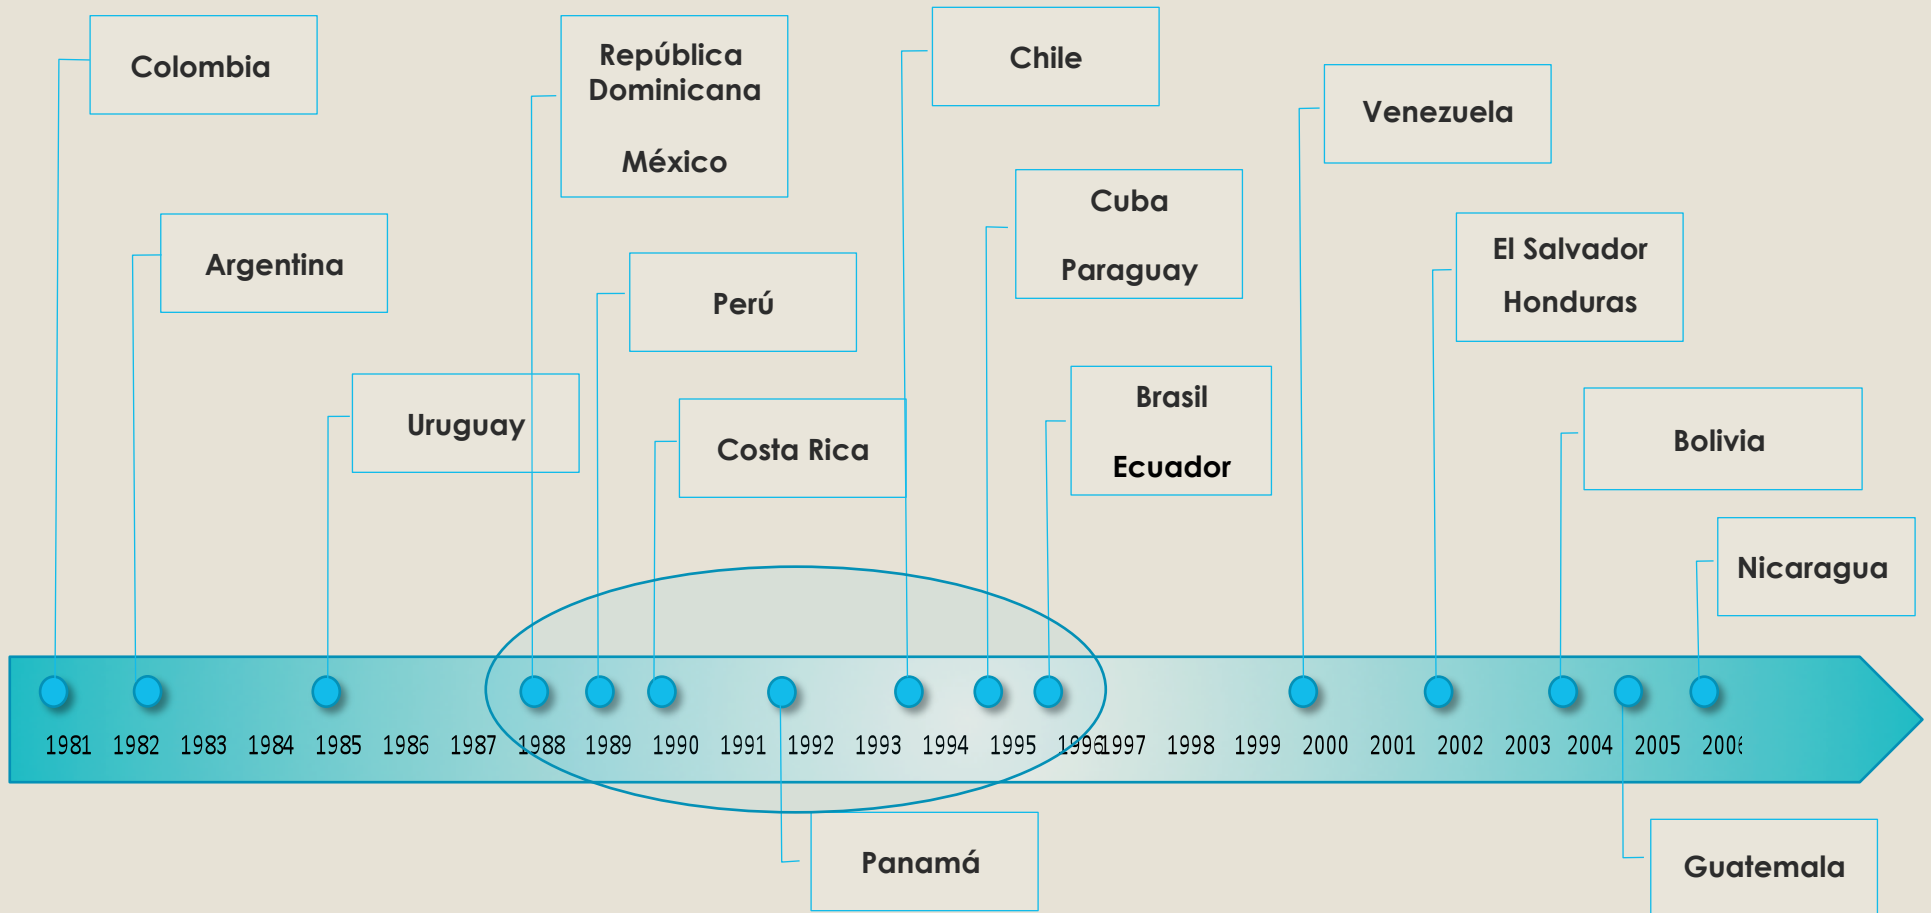 Colombia
República
Dominicana
México
Chile
Venezuela
Argentina
Perú
Cuba
Paraguay
El Salvador
Honduras
Uruguay
Costa Rica
Brasil
Ecuador
Bolivia
Nicaragua
1981 1982 1983 1984 1985 1986 1987 1988 1989 1990 1991 1992 1993 1994 1995 1996 1997 1998 1999 2000 2001 2002 2003 2004 2005 2006
Panamá
Guatemala